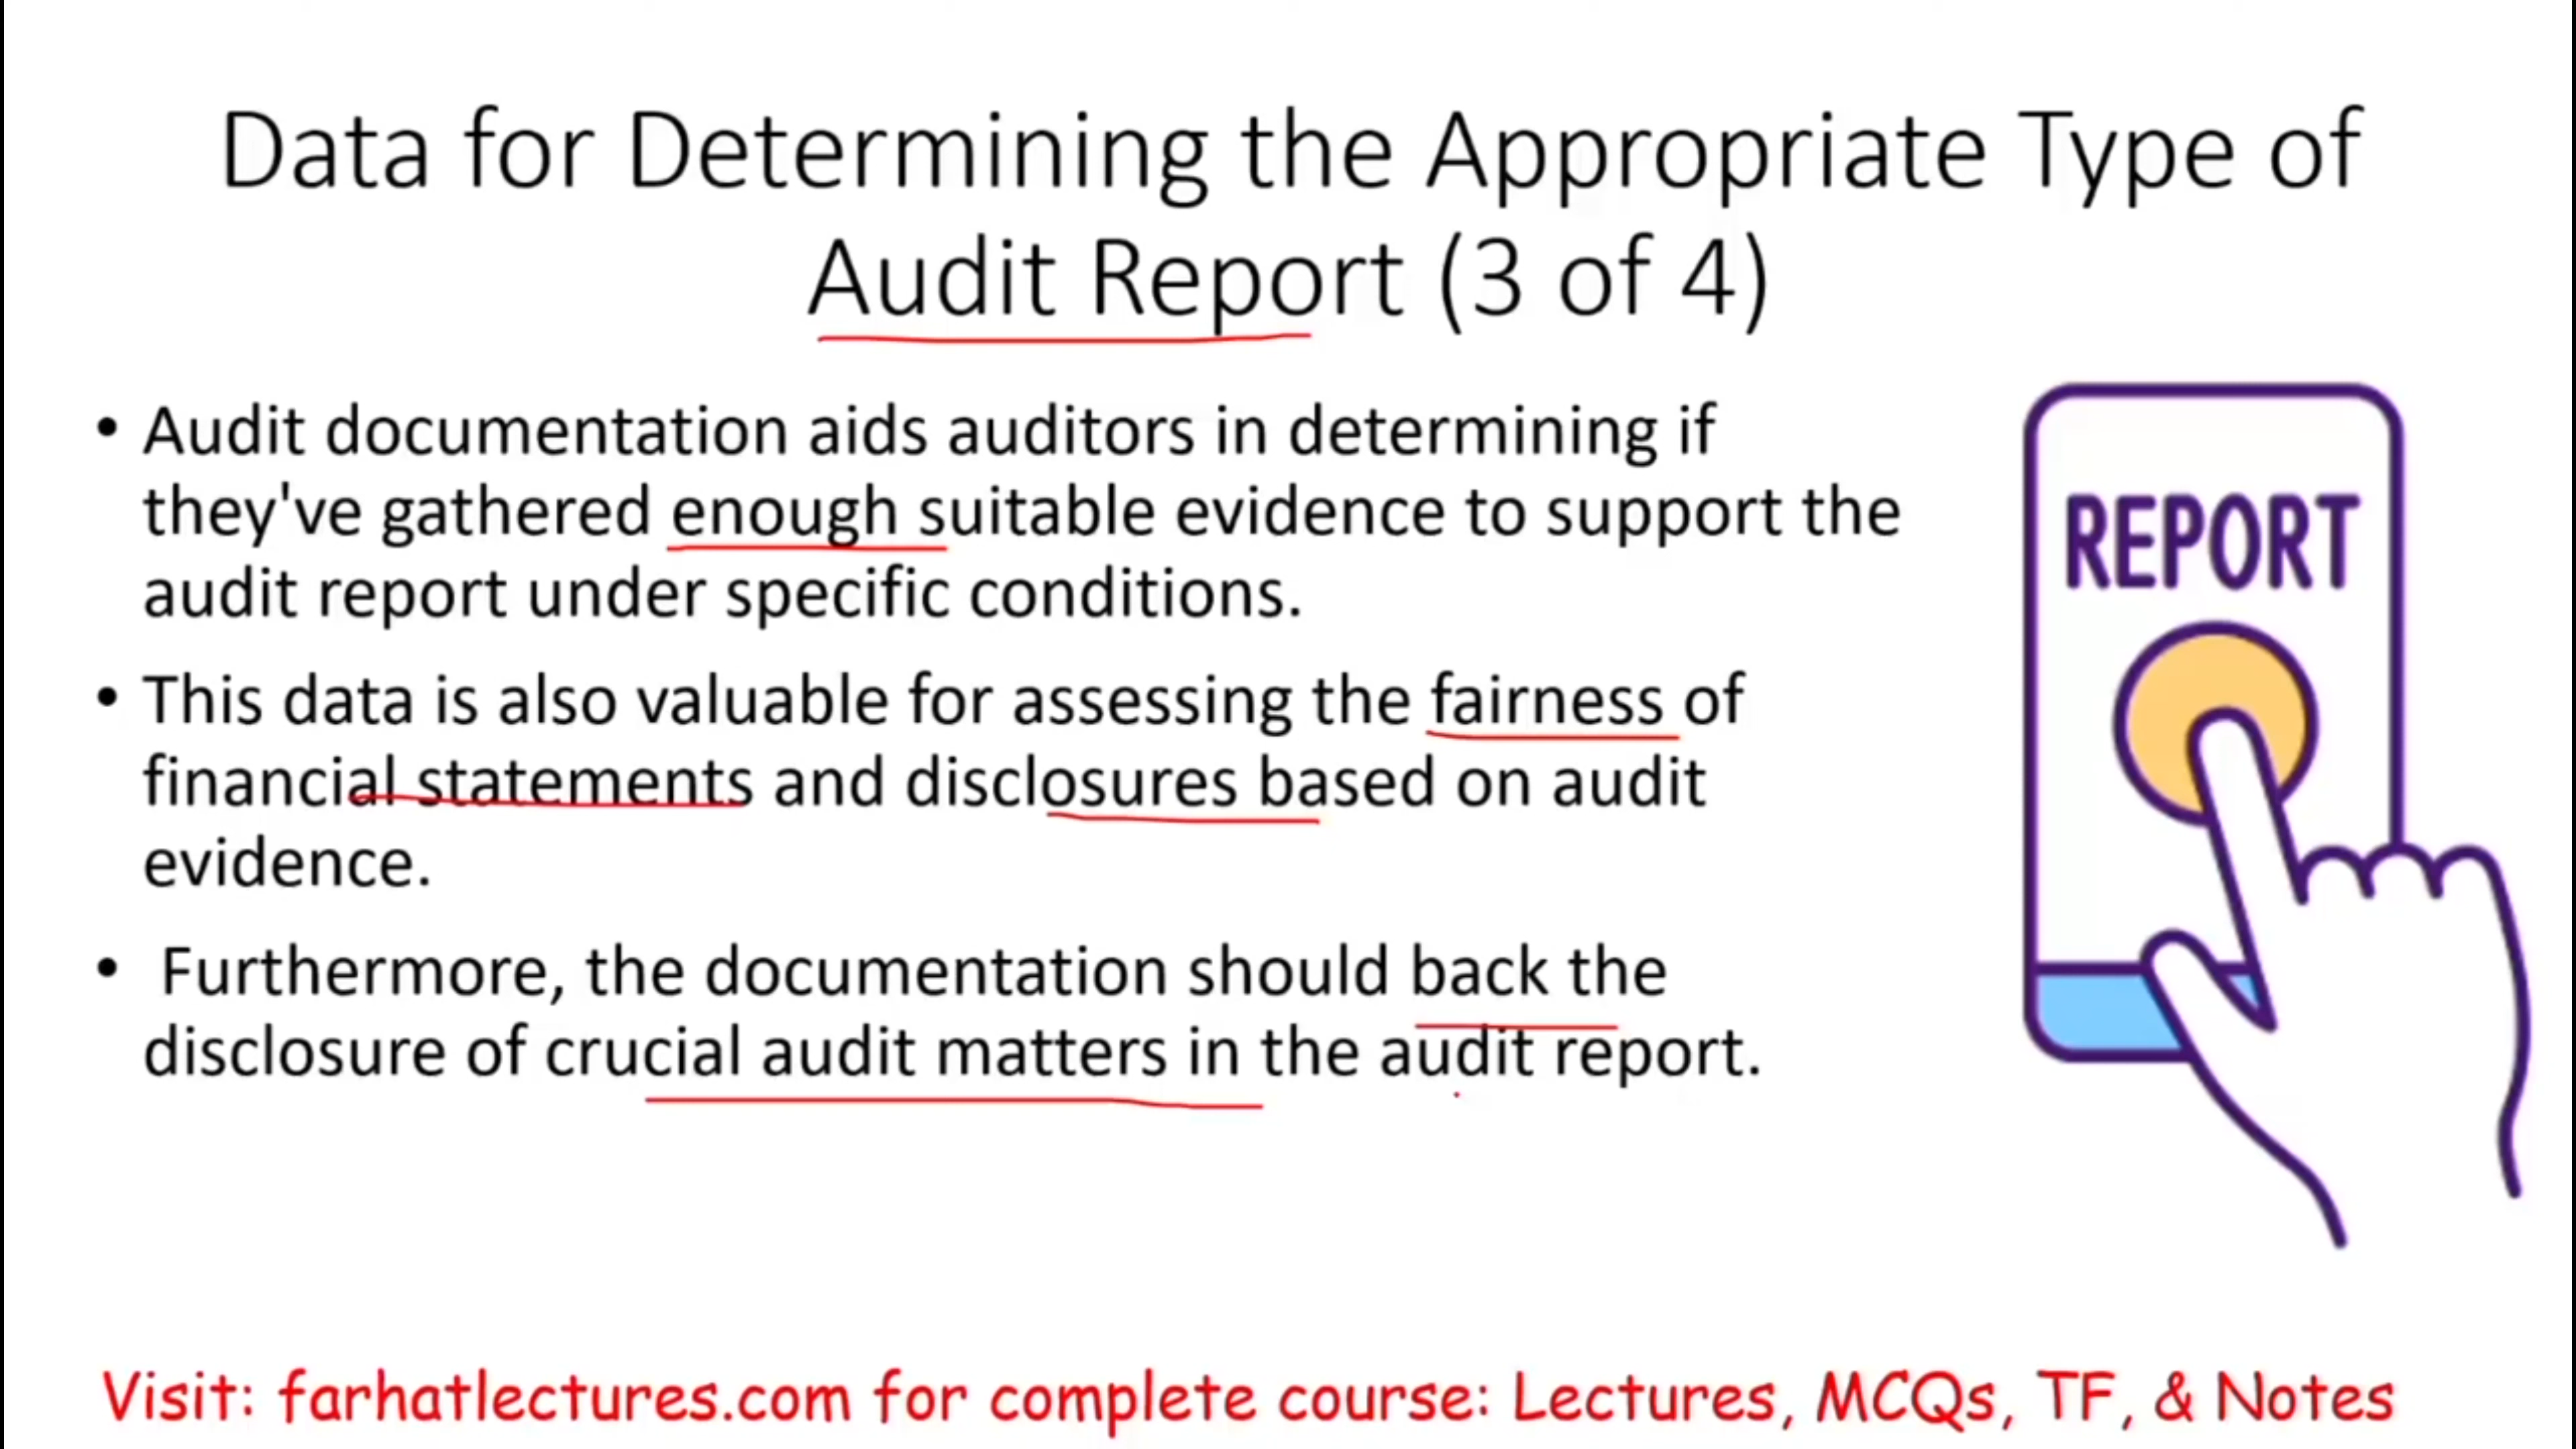 Data for Determining the Appropriate Type of
Audit Report (3 of 4)
• Audit documentation aids auditors in determining if
they've gathered enough suitable evidence to support the
audit report under specific conditions.
• This data is also valuable for assessing the fairness of
financial statements and disclosures based on audit
evidence.
• Furthermore, the documentation should back the
disclosure of crucial audit matters in the audit report.
REPORT
Visit: farhatlectures.com for complete course: Lectures, MCQs, TF, & Notes